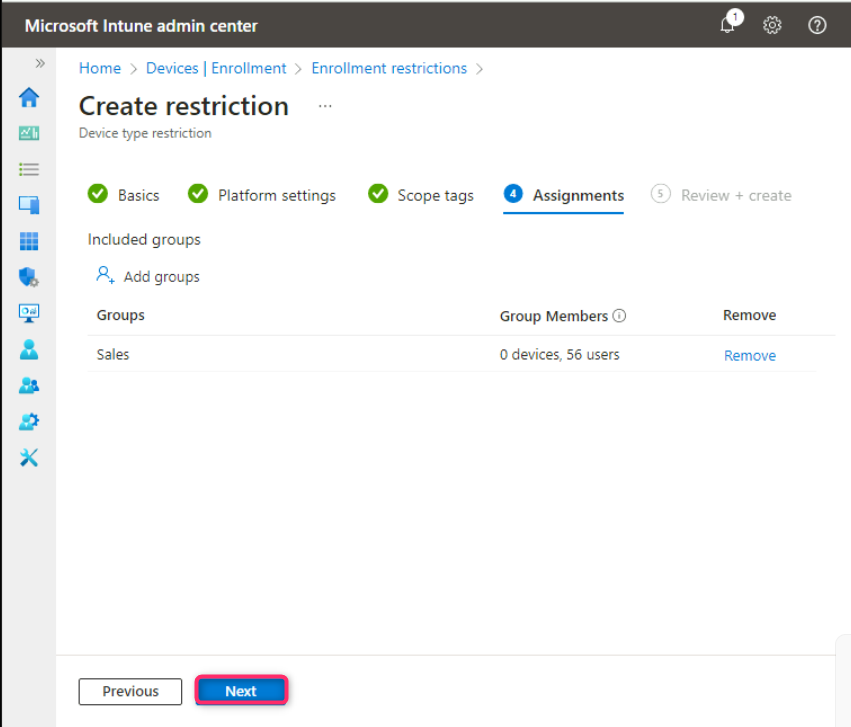 Microsoft Intune admin center
1
Home > Devices | Enrollment > Enrollment restrictions >
Create restriction ...
Device type restriction
Basics Platform settings Scope tags 4 Assignments 5 Review + create
Included groups
Add groups
Groups Group Members Remove
Sales 0 devices, 56 users Remove
Previous Next